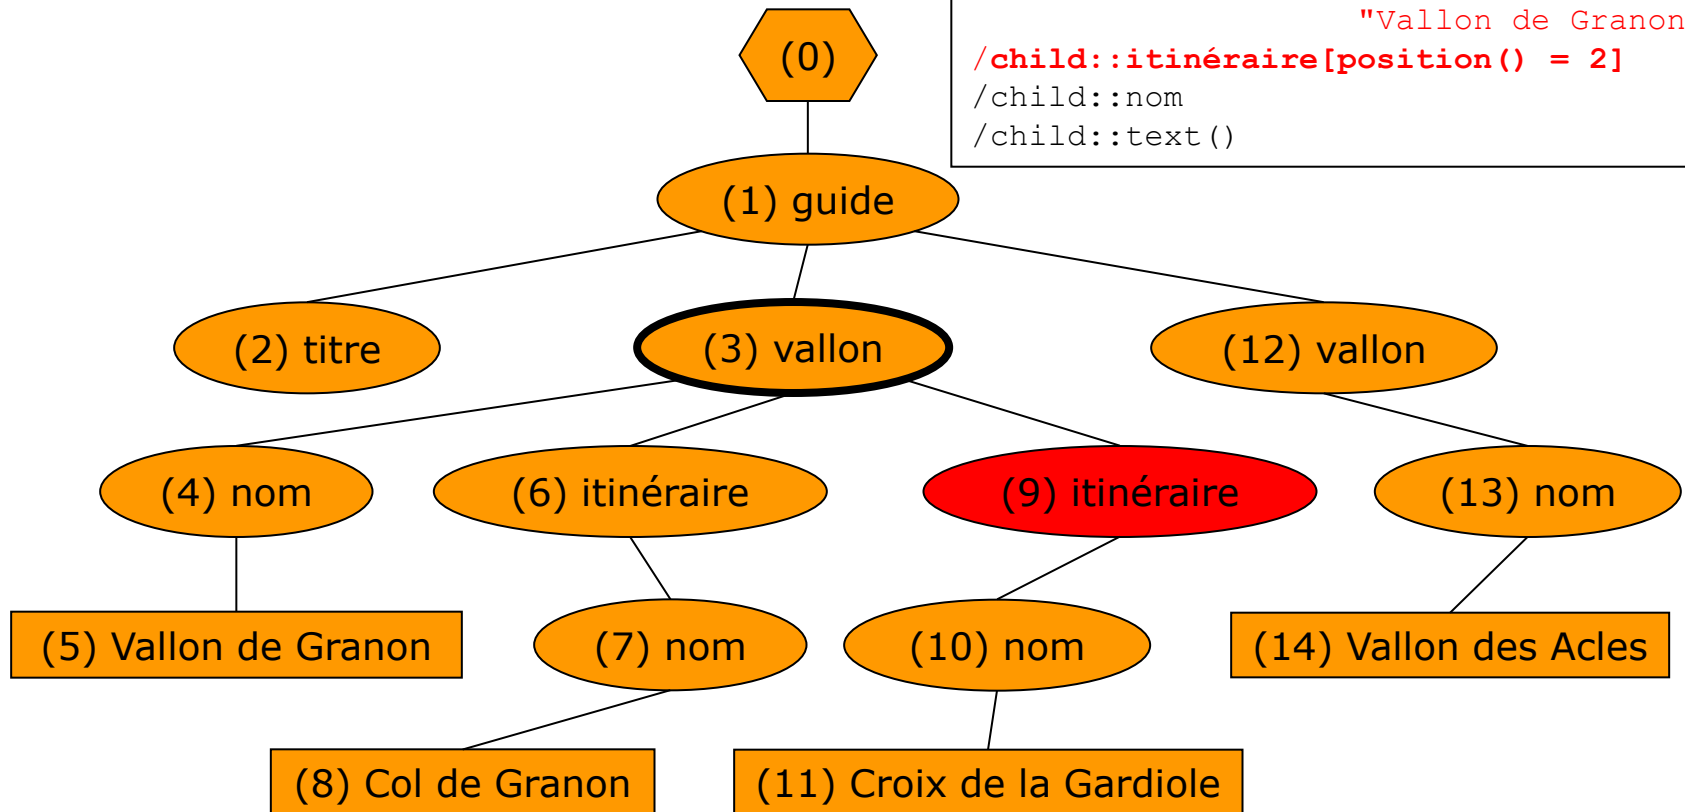 "Vallon de Granon
/child::itinéraire[position() = 2]
/child::nom
/child::text()
(0)
(1) guide
(2) titre
(3) vallon
(12) vallon
(4) nom
(6) itinéraire
(9) itinéraire
(13) nom
(5) Vallon de Granon
(7) nom
(10) nom
(14) Vallon des Acles
(8) Col de Granon
(11) Croix de la Gardiole